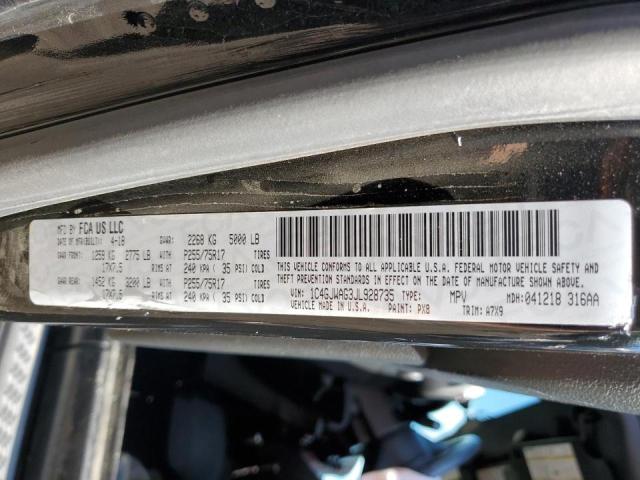 MFD BY FCA US LLC
DATE OF MFR/(BUILT): 4-18 GVWR: 2268 KG 5000 LB
GAWR FRONT: 1259 KG 2775 LB WITH P255/75R17
17X7.5 RIMS AT 240 KPA ( 35 PSI) COLD
GAWR REAR: 1452 KG 3200 LB WITH P255/75R17
17X7.5 RIMS AT 240 KPA ( 35 PSI) COLD
THIS VEHICLE CONFORMS TO ALL APPLICABLE U.S.A. FEDERAL MOTOR VEHICLE SAFETY AND
THEFT PREVENTION STANDARDS IN EFFECT ON THE DATE OF MANUFACTURE SHOWN ABOVE.
VIN: 1C4GJWAG3JL928735 TYPE: MPV MDH: 041218 316AA
VEHICLE MADE IN U.S.A. PAINT: PX8 TRIM: A7X9